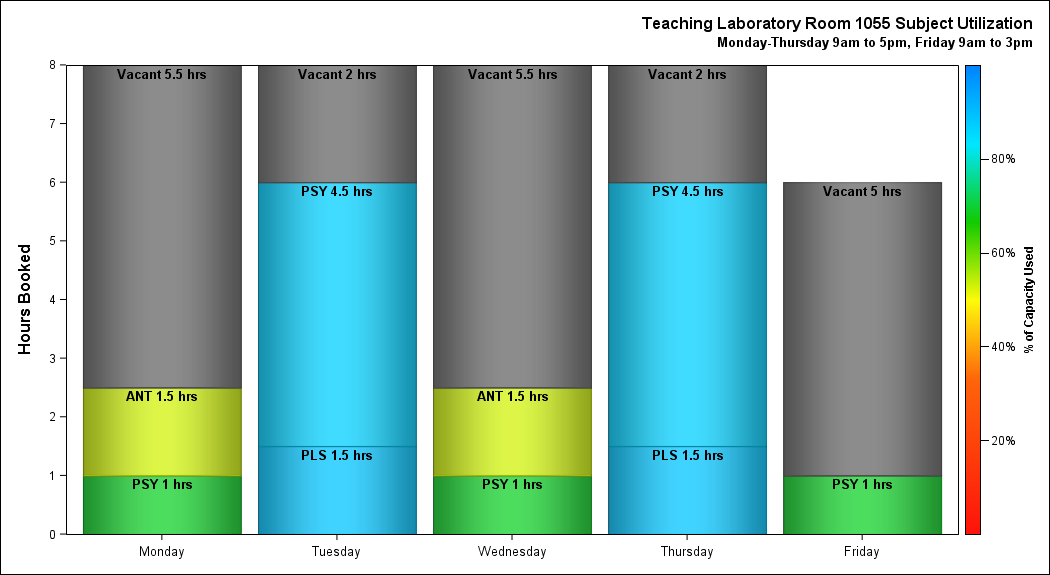 Teaching Laboratory Room 1055 Subject Utilization
Monday-Thursday 9am to 5pm, Friday 9am to 3pm
Hours Booked
8
7
6
5
4
3
2
1
0
Vacant 5.5 hrs
ANT 1.5 hrs
PSY 1 hrs
Vacant 2 hrs
PSY 4.5 hrs
PLS 1.5 hrs
Vacant 5.5 hrs
ANT 1.5 hrs
PSY 1 hrs
Vacant 2 hrs
PSY 4.5 hrs
PLS 1.5 hrs
Vacant 5 hrs
PSY 1 hrs
Monday
Tuesday
Wednesday
Thursday
Friday
80%
60%
40%
20%
% of Capacity Used